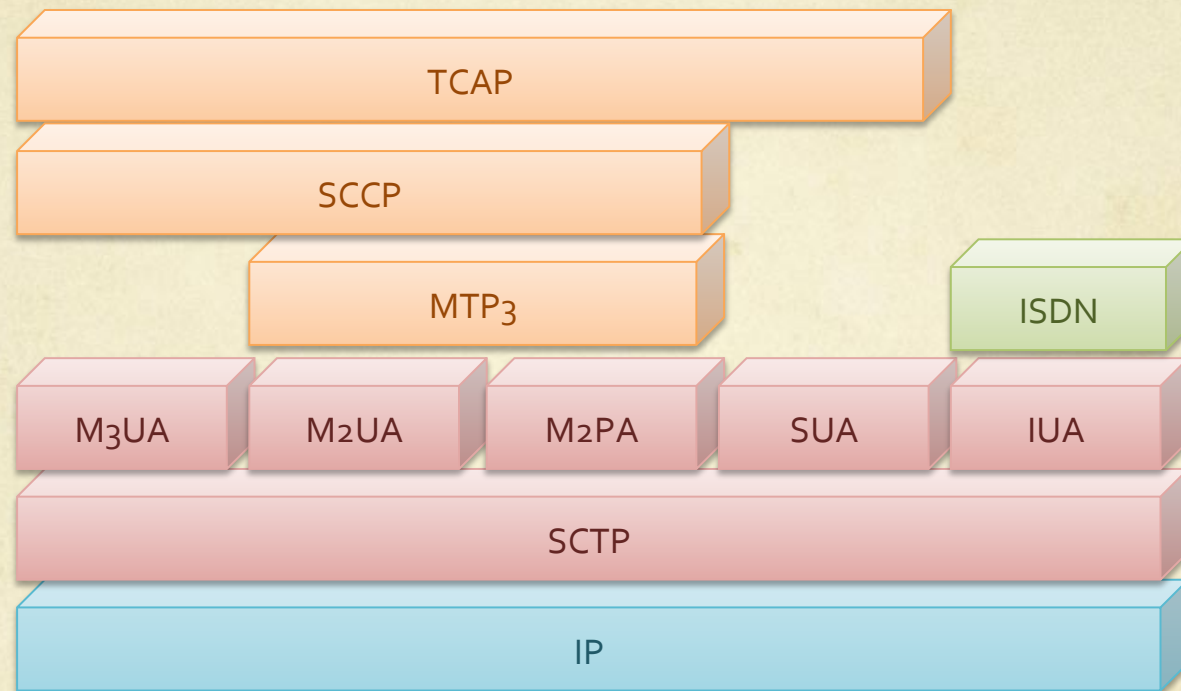 TCAP
SCCP
MTP3
ISDN
M3UA
M2UA
M2PA
SUA
IUA
SCTP
IP